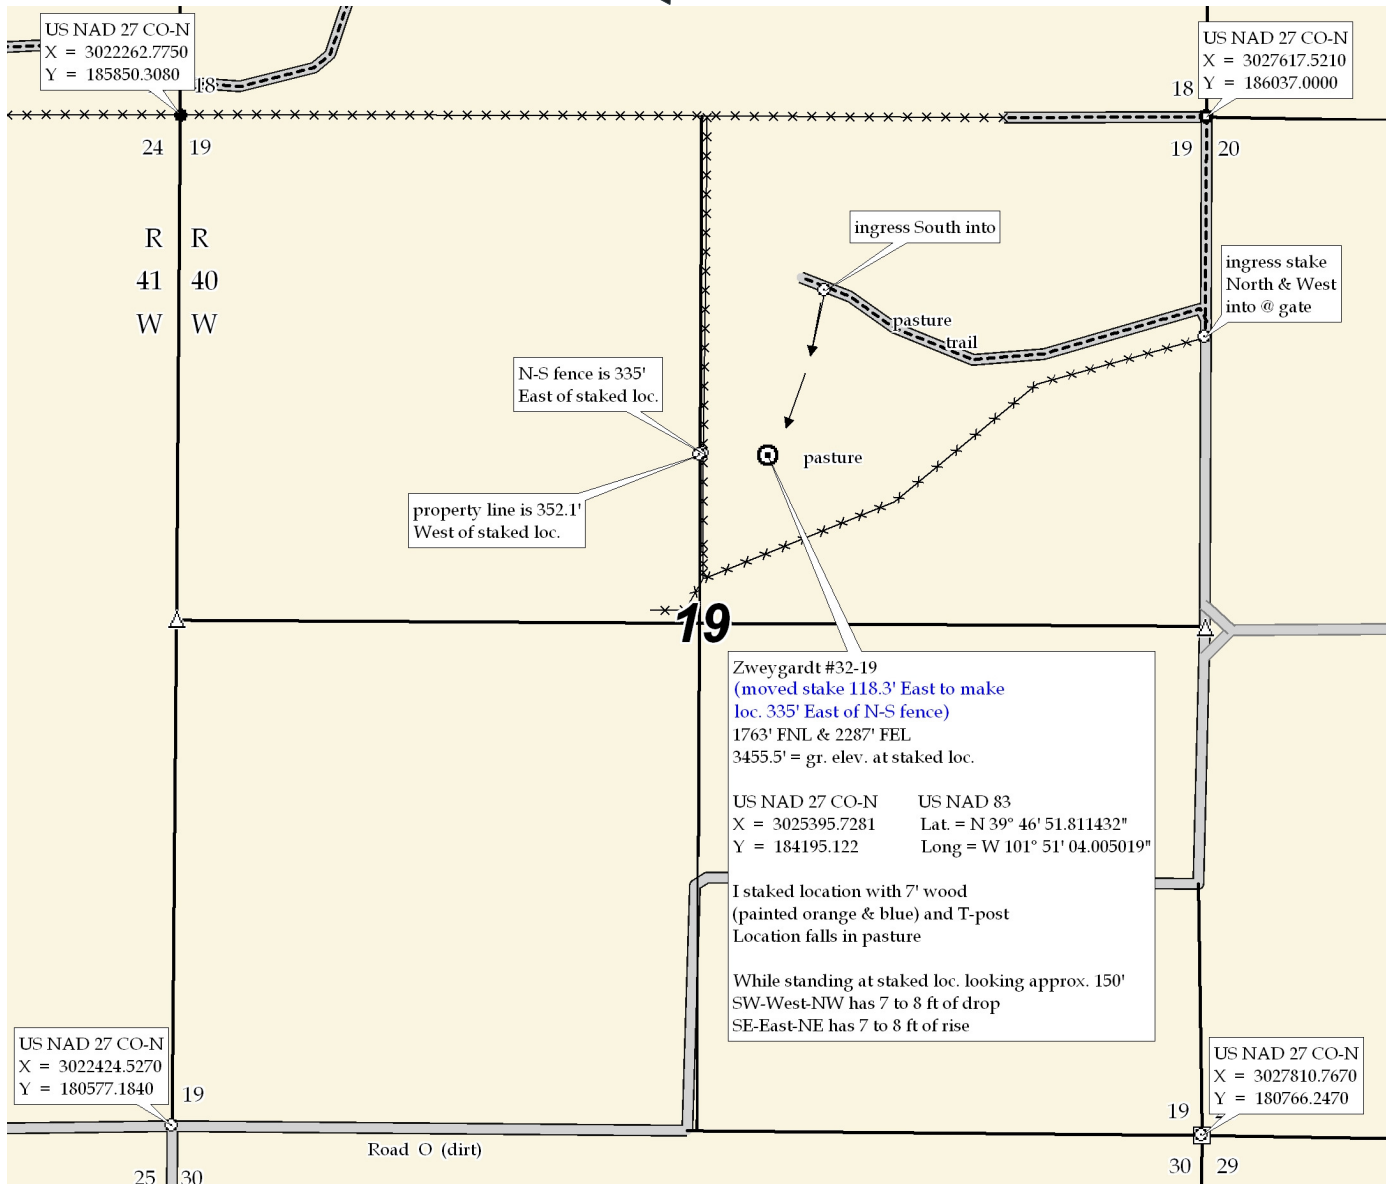 US NAD 27 CO-N
X = 3022262.7750
Y = 185850.3080
18
US NAD 27 CO-N
X = 3027617.5210
Y = 186037.0000
18
24 19
19 20
R R
41 40
W W
ingress South into
ingress stake
North & West
into @ gate
pasture
trail
N-S fence is 335'
East of staked loc.
pasture
property line is 352.1'
West of staked loc.
19
Zweygardt #32-19
(moved stake 118.3' East to make
loc. 335' East of N-S fence)
1763' FNL & 2287' FEL
3455.5' = gr. elev. at staked loc.
US NAD 27 CO-N US NAD 83
X = 3025395.7281 Lat. = N 39° 46' 51.811432"
Y = 184195.122 Long = W 101° 51' 04.005019"
I staked location with 7' wood
(painted orange & blue) and T-post
Location falls in pasture
While standing at staked loc. looking approx. 150'
SW-West-NW has 7 to 8 ft of drop
SE-East-NE has 7 to 8 ft of rise
US NAD 27 CO-N
X = 3022424.5270
Y = 180577.1840
19
US NAD 27 CO-N
X = 3027810.7670
Y = 180766.2470
19
Road O (dirt)
25 30
30 29